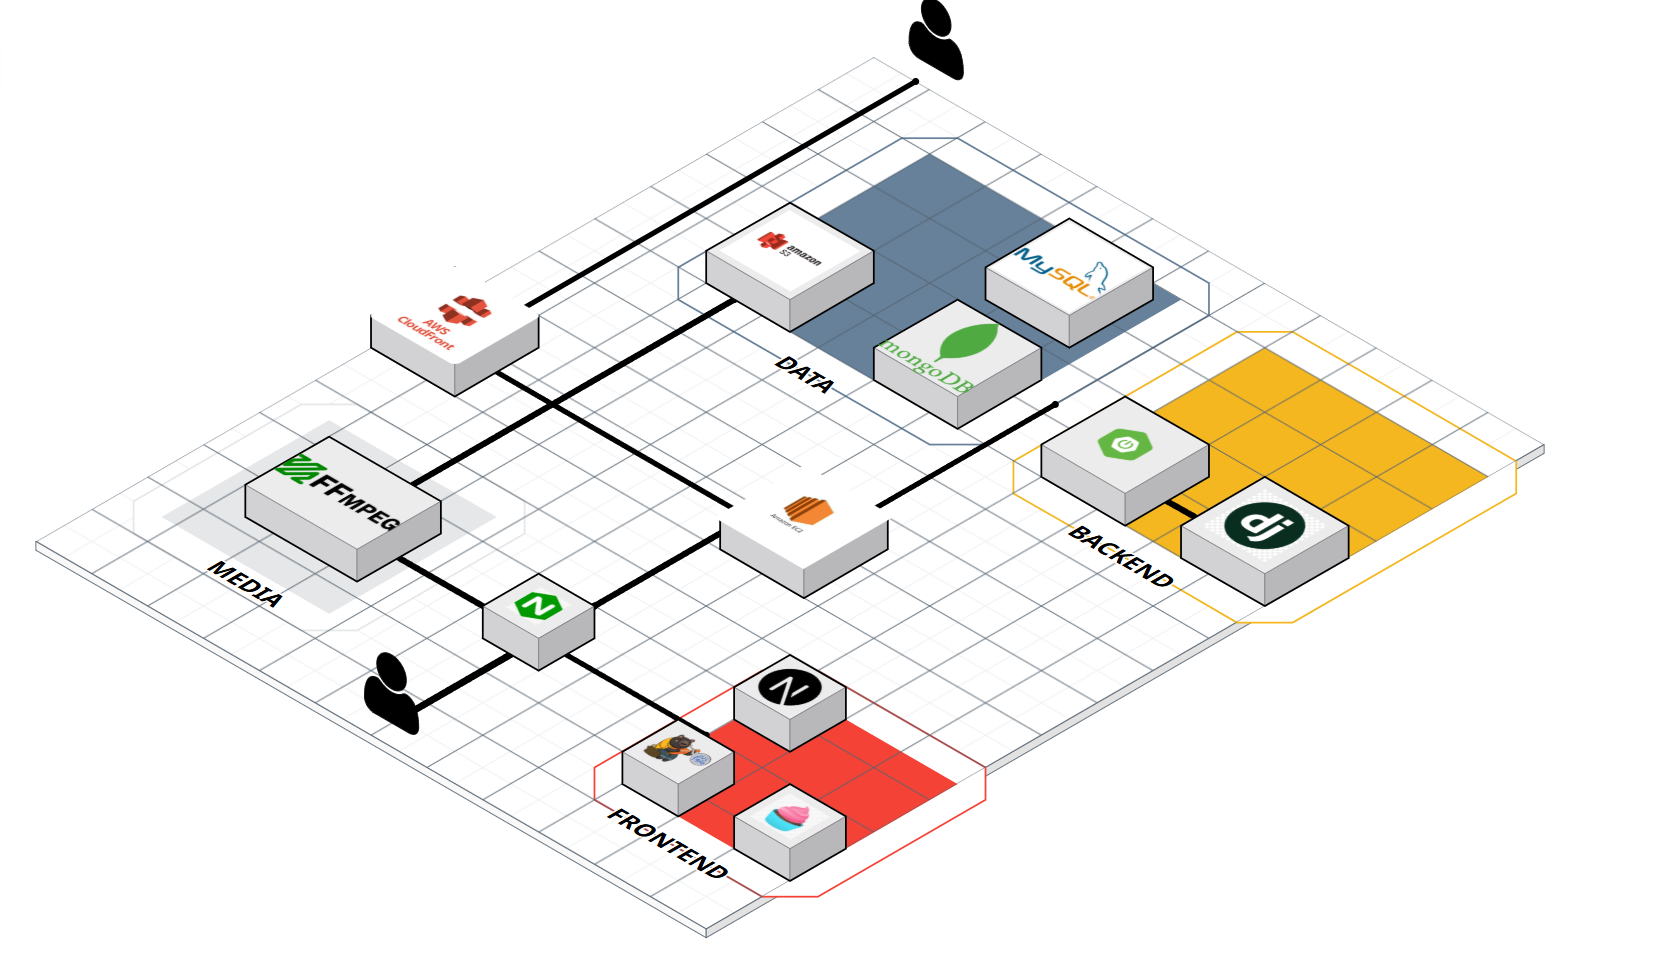 amazon
S3
MySQL
AWS
CloudFront
mongoDB
DATA
FFMPEG
Amazon EC2
dj
BACKEND
MEDIA
N
N
FRONTEND